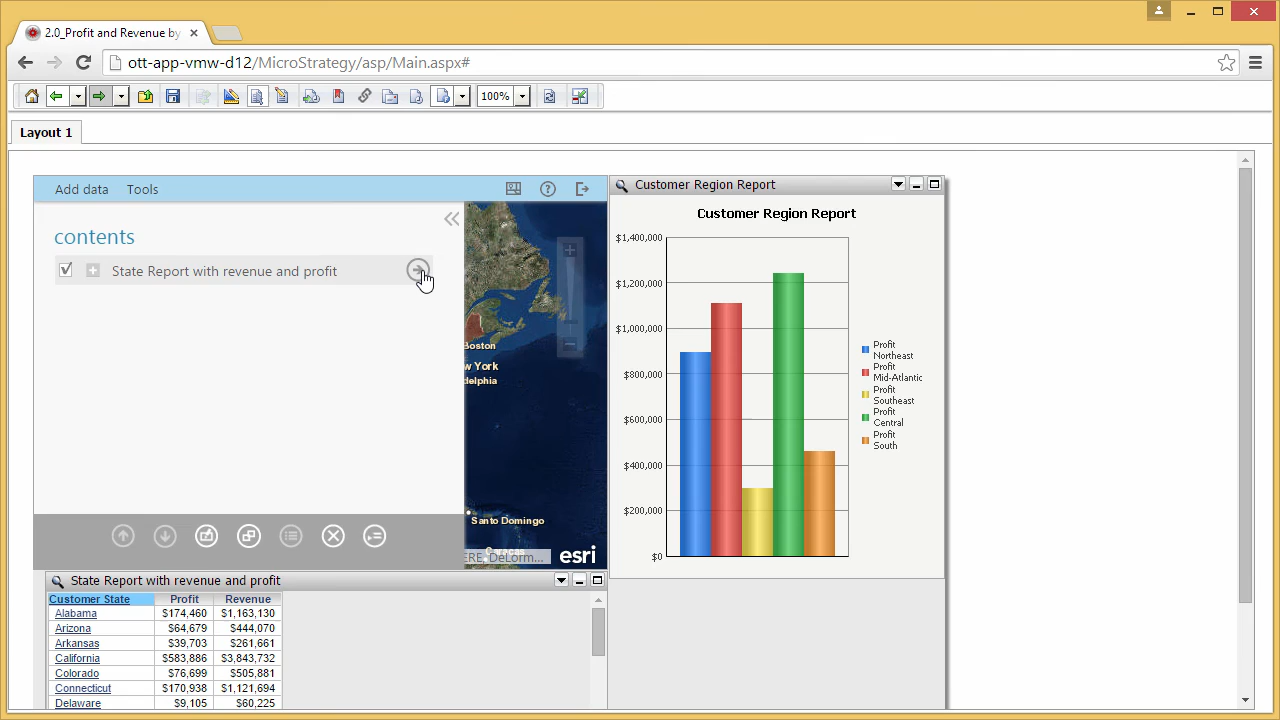 2.0_Profit and Revenue by
ott-app-vmw-d12/MicroStrategy/asp/Main.aspx#
100%
Layout 1
Add data Tools
contents
State Report with revenue and profit
Boston
w York
delphia
Santo Domingo
Caracas
ERE, DeLorm...
esri
Customer Region Report
Customer Region Report
$1,400,000
$1,200,000
$1,000,000
$800,000
$600,000
$400,000
$200,000
$0
Profit
Northeast
Profit
Mid-Atlantic
Profit
Southeast
Profit
Central
Profit
South
State Report with revenue and profit
Customer State Profit Revenue
Alabama $174,460 $1,163,130
Arizona $64,679 $444,070
Arkansas $39,703 $261,661
California $583,886 $3,843,732
Colorado $76,699 $505,881
Connecticut $170,938 $1,121,694
Delaware $9,105 $60,225